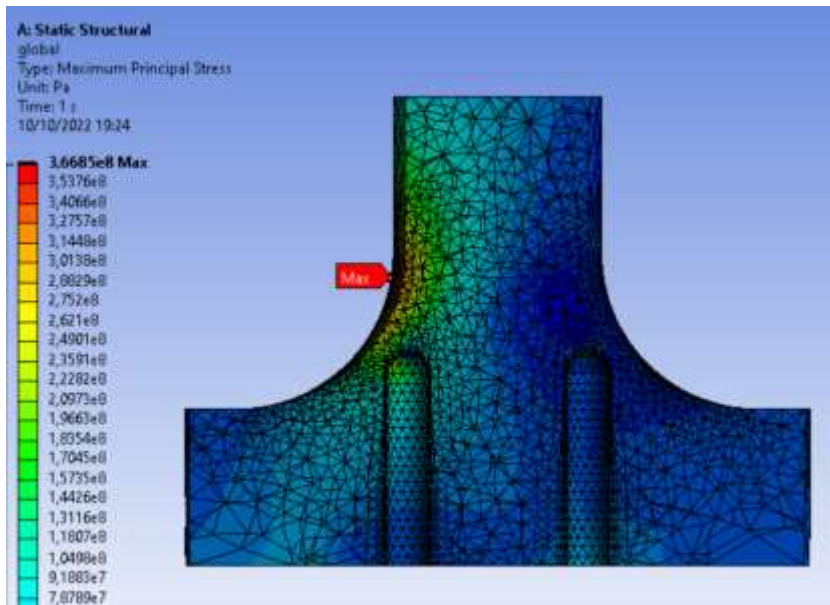 A: Static Structural
global
Type: Maximum Principal Stress
Unit: Pa
Time: 1 s
10/10/2022 19:24
3,6685e8 Max
3,5376e8
3,4066e8
3,2757e8
3,1448e8
3,0138e8
2,8829e8
2,752e8
2,621e8
2,4901e8
2,3591e8
2,2282e8
2,0973e8
1,9663e8
1,8354e8
1,7045e8
1,5735e8
1,4426e8
1,3116e8
1,1807e8
1,0498e8
9,1883e7
7,8789e7
Max